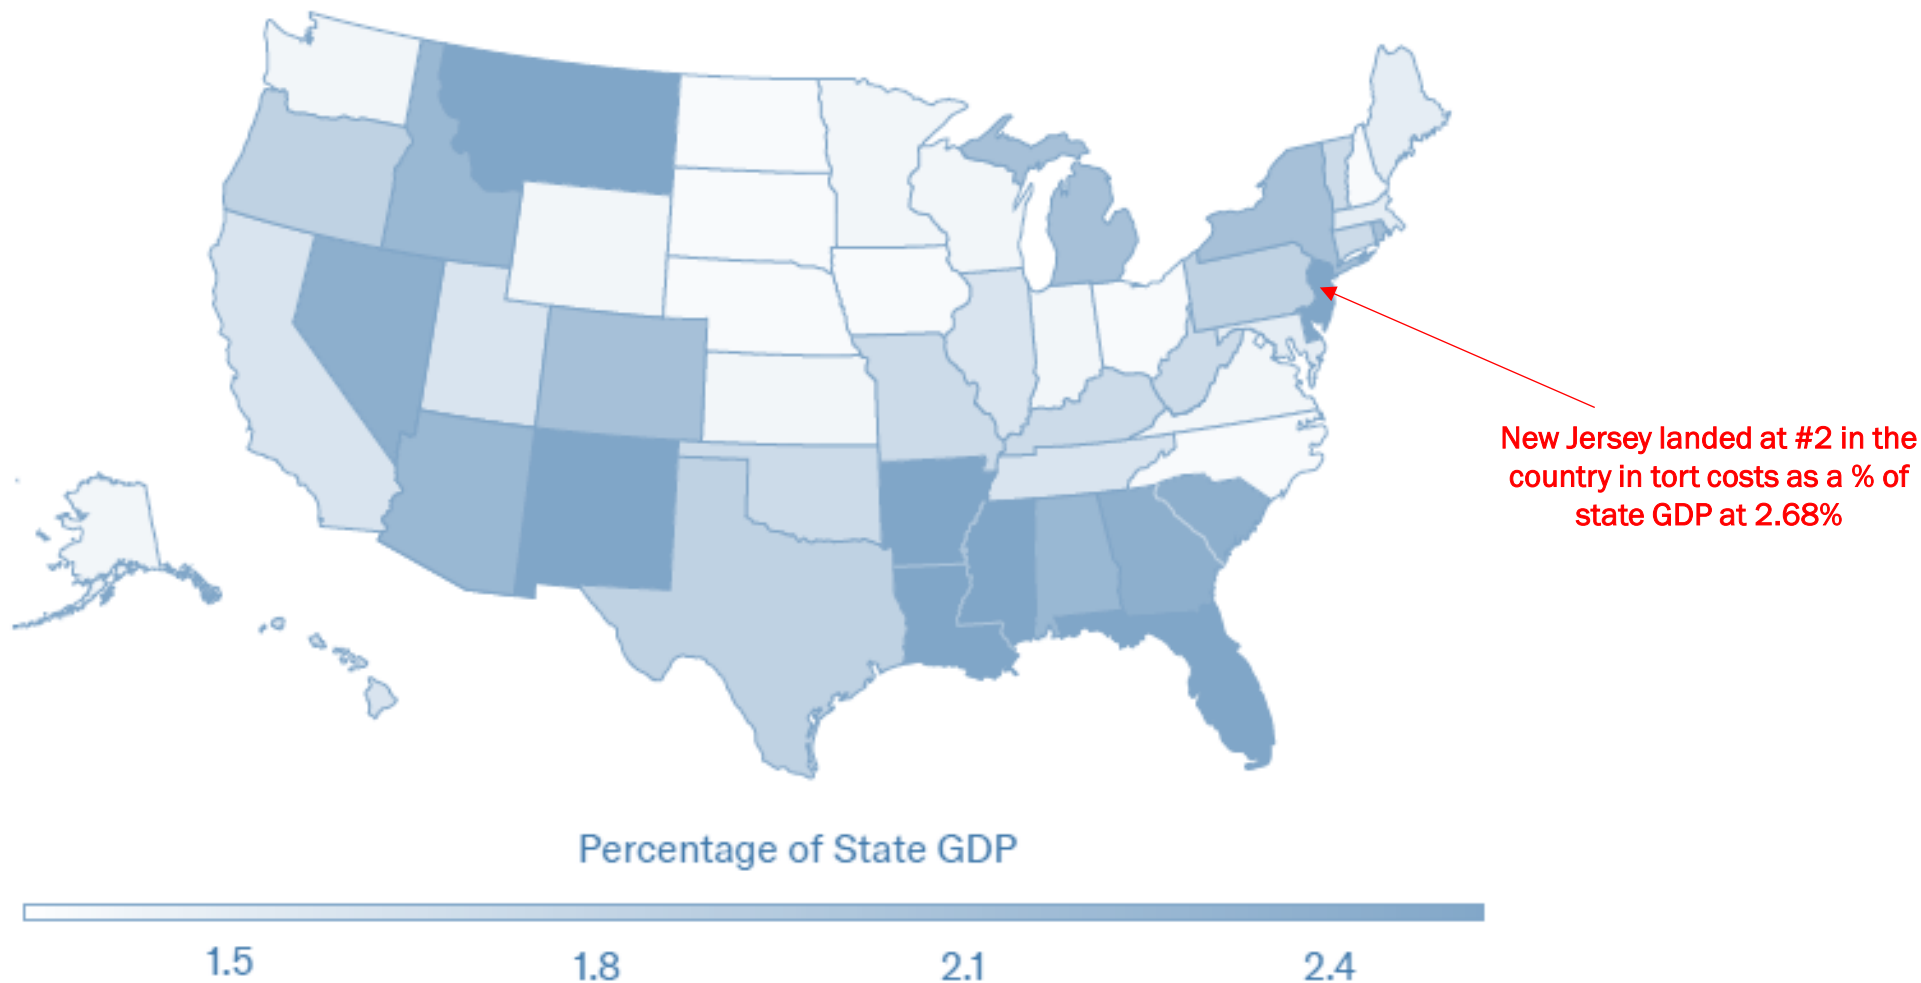 New Jersey landed at #2 in the
country in tort costs as a % of
state GDP at 2.68%
Percentage of State GDP
1.5
1.8
2.1
2.4